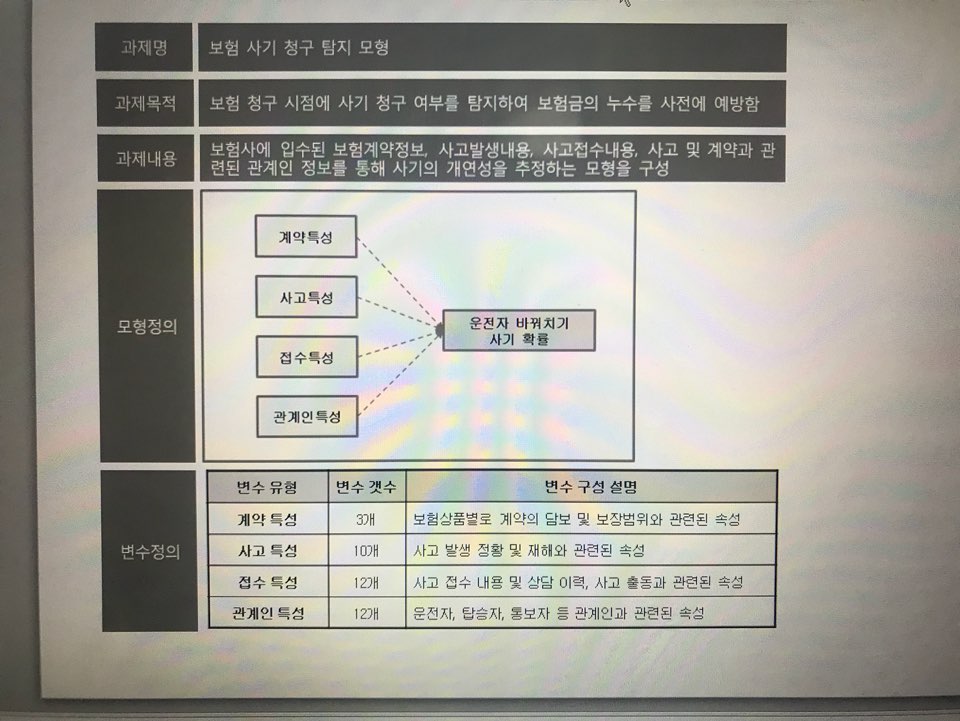 과제명 보험 사기 청구 탐지 모형
과제목적 보험 청구 시점에 사기 청구 여부를 탐지하여 보험금의 누수를 사전에 예방함
과제내용 보험사에 입수된 보험계약정보, 사고발생내용, 사고접수내용, 사고 및 계약과 관
련된 관계인 정보를 통해 사기의 개연성을 추정하는 모형을 구성
모형정의
계약특성
사고특성
접수특성
관계인특성
운전자 바꿔치기
사기 확률
변수정의
변수 유형 변수 갯수 변수 구성 설명
계약 특성 3개 보험상품별로 계약의 담보 및 보장범위와 관련된 속성
사고 특성 10개 사고 발생 정황 및 재해와 관련된 속성
접수 특성 12개 사고 접수 내용 및 상담 이력, 사고 출동과 관련된 속성
관계인 특성 12개 운전자, 탑승자, 통보자 등 관계인과 관련된 속성